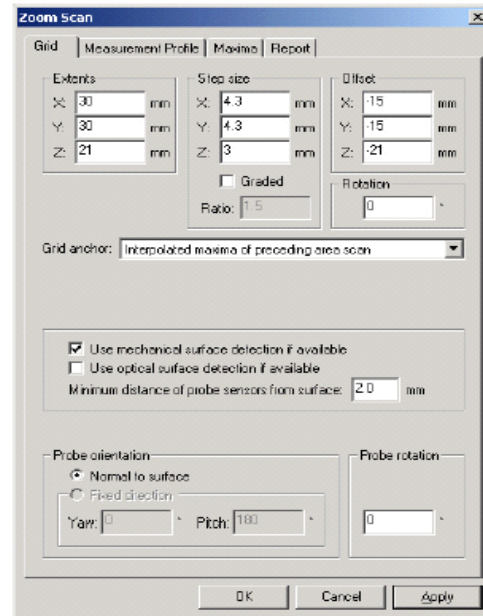 Zoom Scan
Grid Measurement Profile Maxima Report
Extents Step size Offset
X: 30 mm X: 4.3 mm X: -15 mm
Y: 30 mm Y: 4.3 mm Y: -15 mm
Z: 21 mm Z: 3 mm Z: -21 mm
Graded Rotation
Ratio: 1.5 0 °
Grid anchor: Interpolated maxima of preceding area scan
Use mechanical surface detection if available
Use optical surface detection if available
Minimum distance of probe sensors from surface: 2.0 mm
Probe orientation Probe rotation
Normal to surface
Fixed direction
Yaw: 0 ° Pitch: 180 ° 0 °
OK Cancel Apply